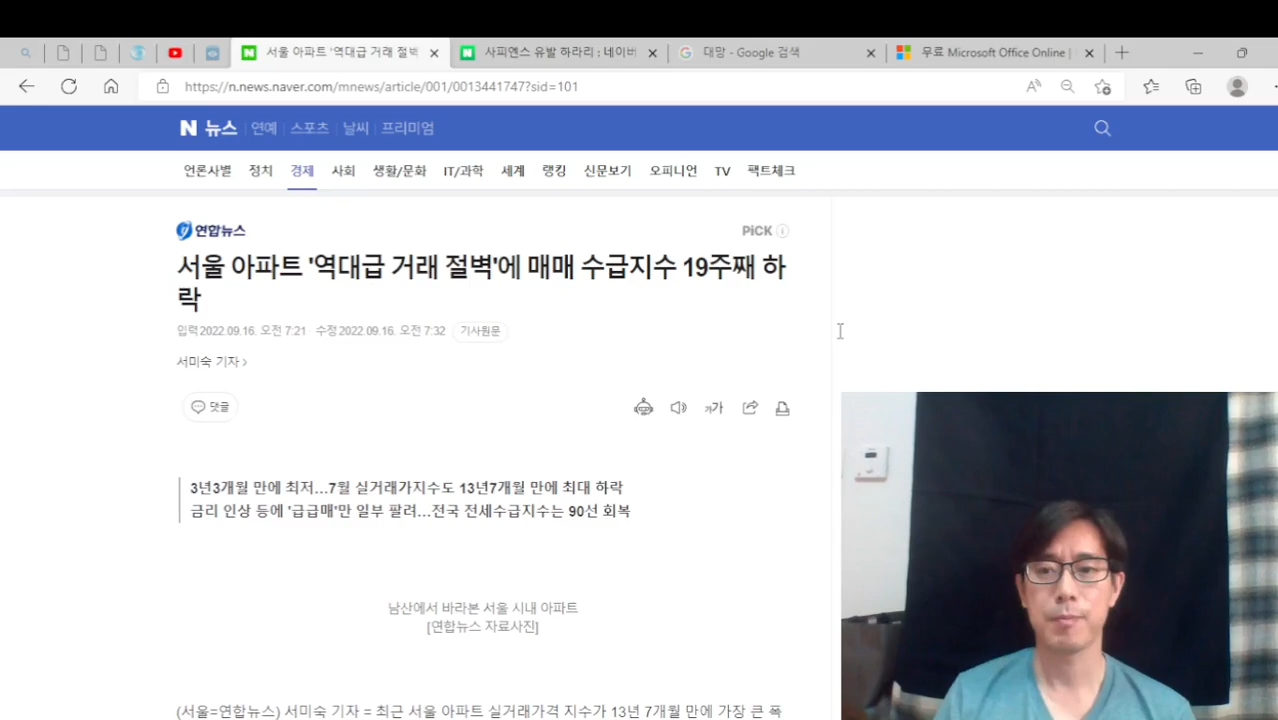 서울 아파트 '역대급 거래 절벽
사피엔스 유발 하라리 : 네이버
대망 - Google 검색
무료 Microsoft Office Online |
https://n.news.naver.com/mnews/article/001/0013441747?sid=101
N 뉴스 연예 스포츠 날씨 프리미엄
언론사별 정치 경제 사회 생활/문화 IT/과학 세계 랭킹 신문보기 오피니언 TV 팩트체크
연합뉴스
PiCK
서울 아파트 '역대급 거래 절벽'에 매매 수급지수 19주째 하
락
입력 2022.09.16. 오전 7:21 · 수정 2022.09.16. 오전 7:32 기사원문
서미숙 기자 >
댓글
가가
3년3개월 만에 최저…7월 실거래가지수도 13년7개월 만에 최대 하락
금리 인상 등에 '급급매'만 일부 팔려…전국 전세수급지수는 90선 회복
남산에서 바라본 서울 시내 아파트
[연합뉴스 자료사진]
(서울=연합뉴스) 서미숙 기자 = 최근 서울 아파트 실거래가격 지수가 13년 7개월 만에 가장 큰 폭